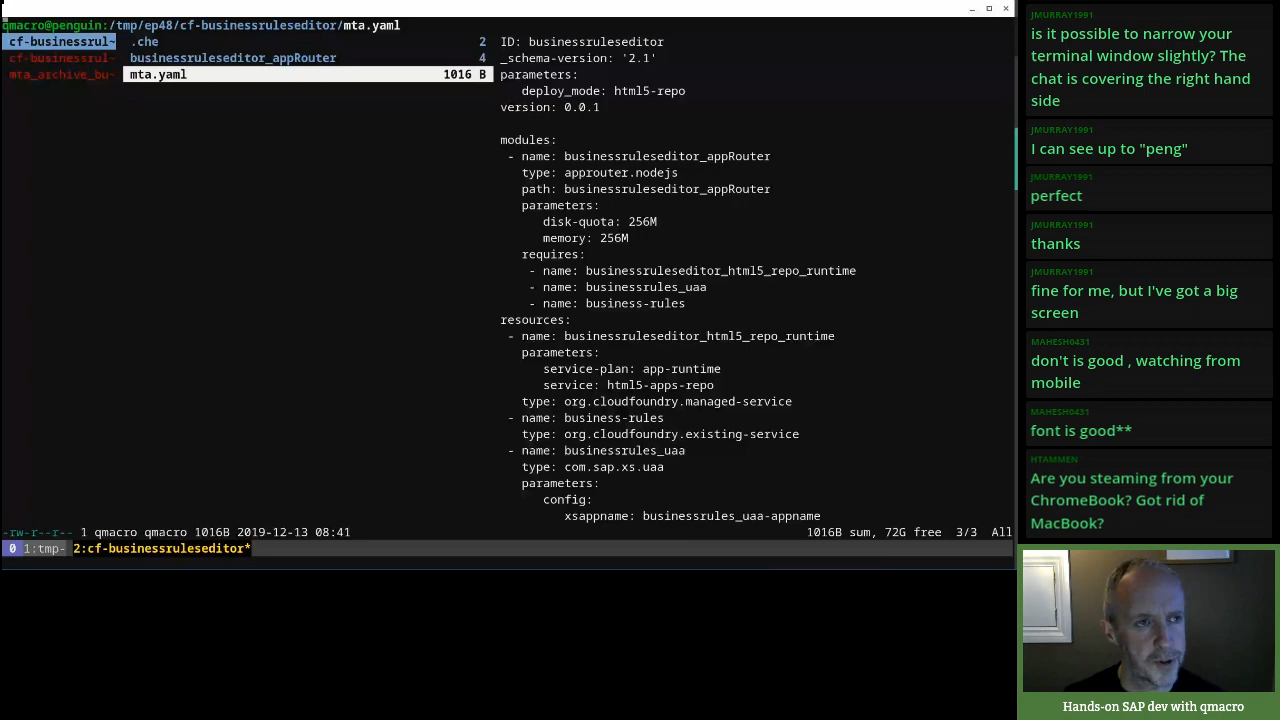 qmacro@penguin:/tmp/ep48/cf-businessruleseditor/mta.yaml
cf-businessrul~ .che 2
cf-businessrul~ businessruleseditor_appRouter 4
mta_archive_bu~ mta.yaml 1016 B
ID: businessruleseditor
_schema-version: '2.1'
parameters:
deploy_mode: html5-repo
version: 0.0.1
modules:
- name: businessruleseditor_appRouter
type: approuter.nodejs
path: businessruleseditor_appRouter
parameters:
disk-quota: 256M
memory: 256M
requires:
- name: businessruleseditor_html5_repo_runtime
- name: businessrules_uaa
- name: business-rules
resources:
- name: businessruleseditor_html5_repo_runtime
parameters:
service-plan: app-runtime
service: html5-apps-repo
type: org.cloudfoundry.managed-service
- name: business-rules
type: org.cloudfoundry.existing-service
- name: businessrules_uaa
type: com.sap.xs.uaa
parameters:
config:
xsappname: businessrules_uaa-appname
-rw-r--r-- 1 qmacro qmacro 1016B 2019-12-13 08:41 1016B sum, 72G free 3/3 All
0 1:tmp- 2:cf-businessruleseditor*
JMURRAY1991
is it possible to narrow your
terminal window slightly? The
chat is covering the right hand
side
JMURRAY1991
I can see up to "peng"
JMURRAY1991
perfect
JMURRAY1991
thanks
JMURRAY1991
fine for me, but I've got a big
screen
MAHESH0431
don't is good , watching from
mobile
MAHESH0431
font is good**
HTAMMEN
Are you steaming from your
ChromeBook? Got rid of
MacBook?
Hands-on SAP dev with qmacro